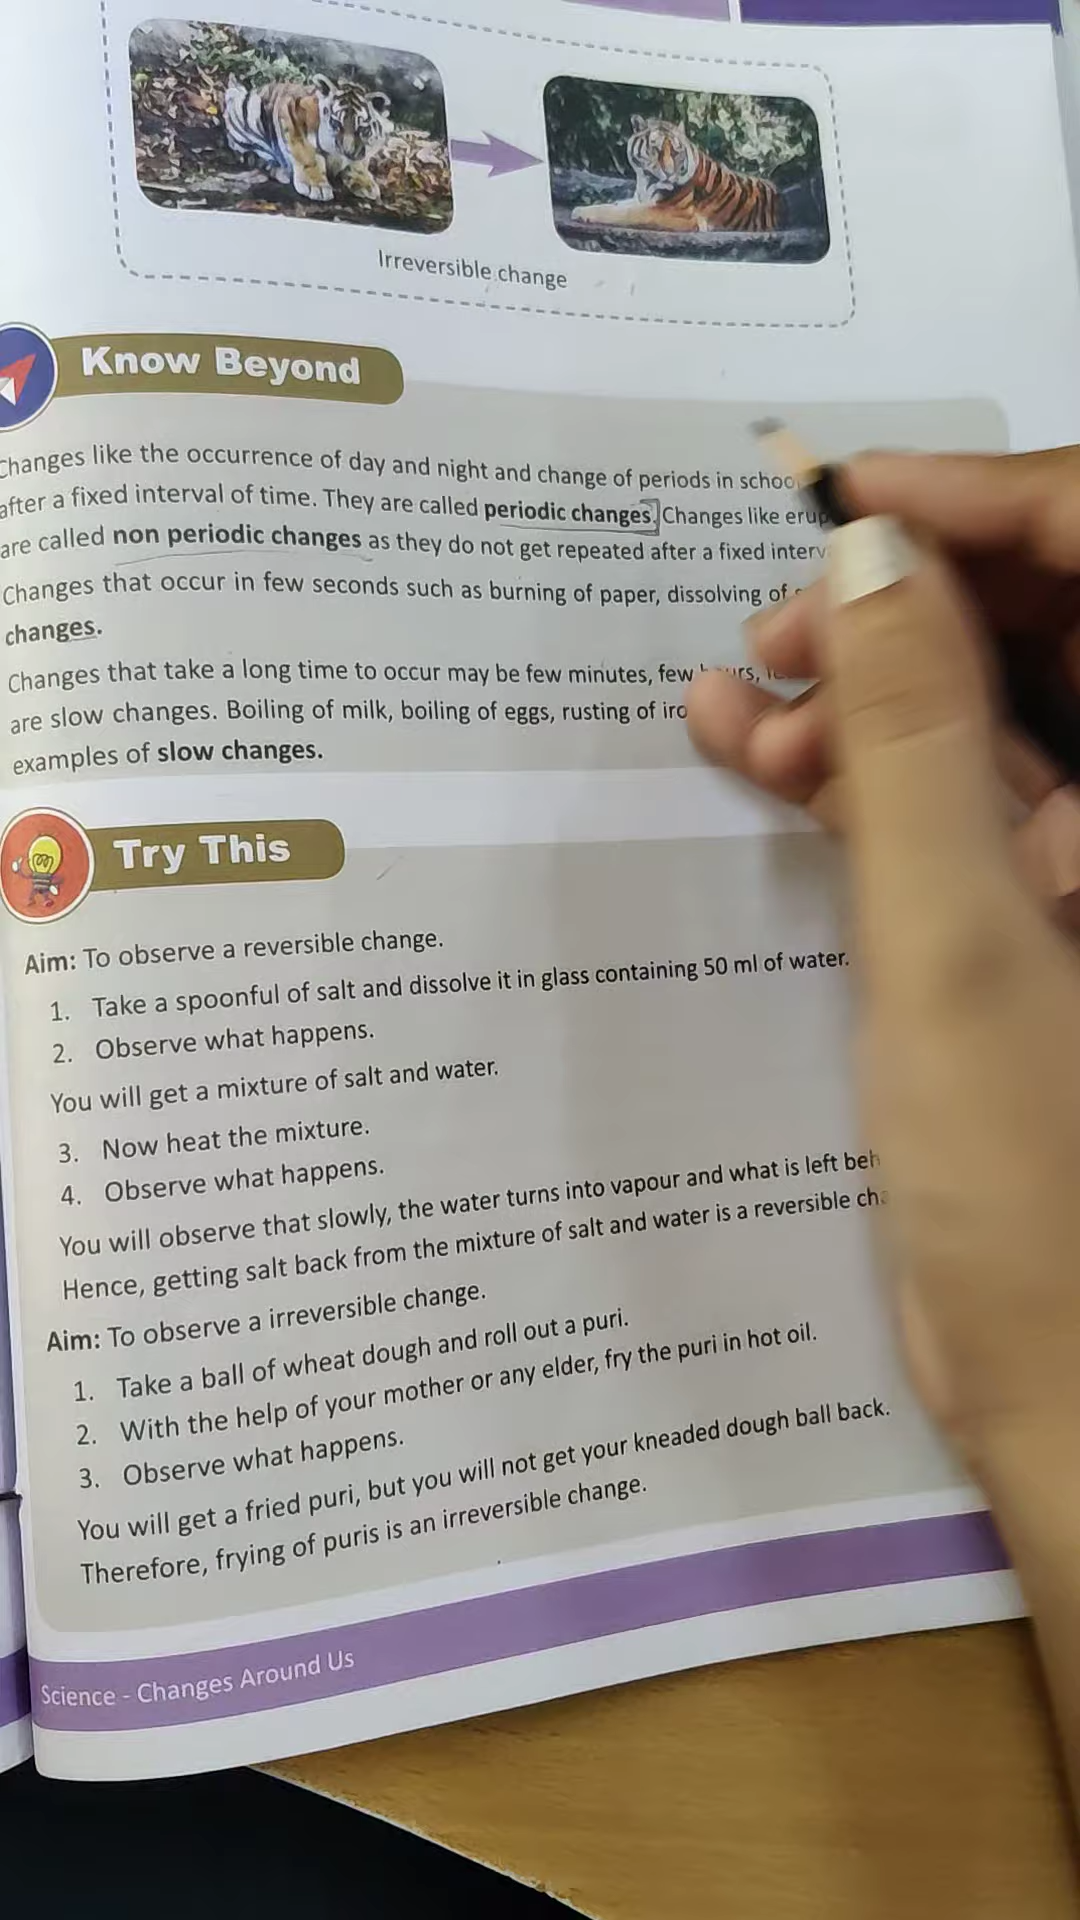 Irreversible change
Know Beyond
Changes like the occurrence of day and night and change of periods in school
after a fixed interval of time. They are called periodic changes. Changes like
are called non periodic changes as they do not get repeated after a fixed
Changes that occur in few seconds such as burning of paper, dissolving of
changes.
Changes that take a long time to occur may be few minutes, few
are slow changes. Boiling of milk, boiling of eggs, rusting of
examples of slow changes.
Try This
Aim: To observe a reversible change.
1. Take a spoonful of salt and dissolve it in glass containing 50 ml of water.
2. Observe what happens.
You will get a mixture of salt and water.
3. Now heat the mixture.
4. Observe what happens.
You will observe that slowly, the water turns into vapour and what is left
Hence, getting salt back from the mixture of salt and water is a reversible
Aim: To observe a irreversible change.
1. Take a ball of wheat dough and roll out a puri.
2. With the help of your mother or any elder, fry the puri in hot oil.
3. Observe what happens.
You will get a fried puri, but you will not get your kneaded dough ball back.
Therefore, frying of puris is an irreversible change.
Science - Changes Around Us